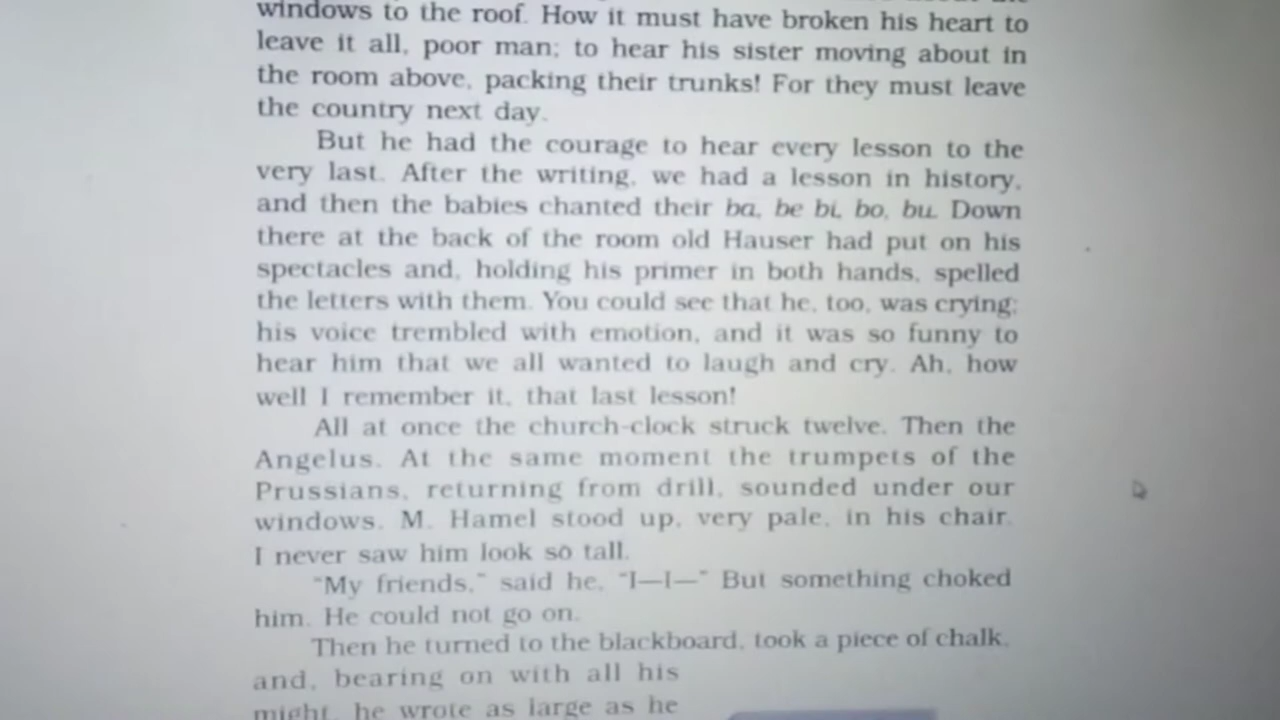 windows to the roof. How it must have broken his heart to
leave it all, poor man; to hear his sister moving about in
the room above, packing their trunks! For they must leave
the country next day.
But he had the courage to hear every lesson to the
very last. After the writing, we had a lesson in history,
and then the babies chanted their ba, be bi, bo, bu. Down
there at the back of the room old Hauser had put on his
spectacles and, holding his primer in both hands, spelled
the letters with them. You could see that he, too, was crying;
his voice trembled with emotion, and it was so funny to
hear him that we all wanted to laugh and cry. Ah, how
well I remember it, that last lesson!
All at once the church-clock struck twelve. Then the
Angelus. At the same moment the trumpets of the
Prussians, returning from drill, sounded under our
windows. M. Hamel stood up, very pale, in his chair.
I never saw him look so tall.
“My friends,” said he, “I—I—” But something choked
him. He could not go on.
Then he turned to the blackboard, took a piece of chalk,
and, bearing on with all his
might, he wrote as large as he